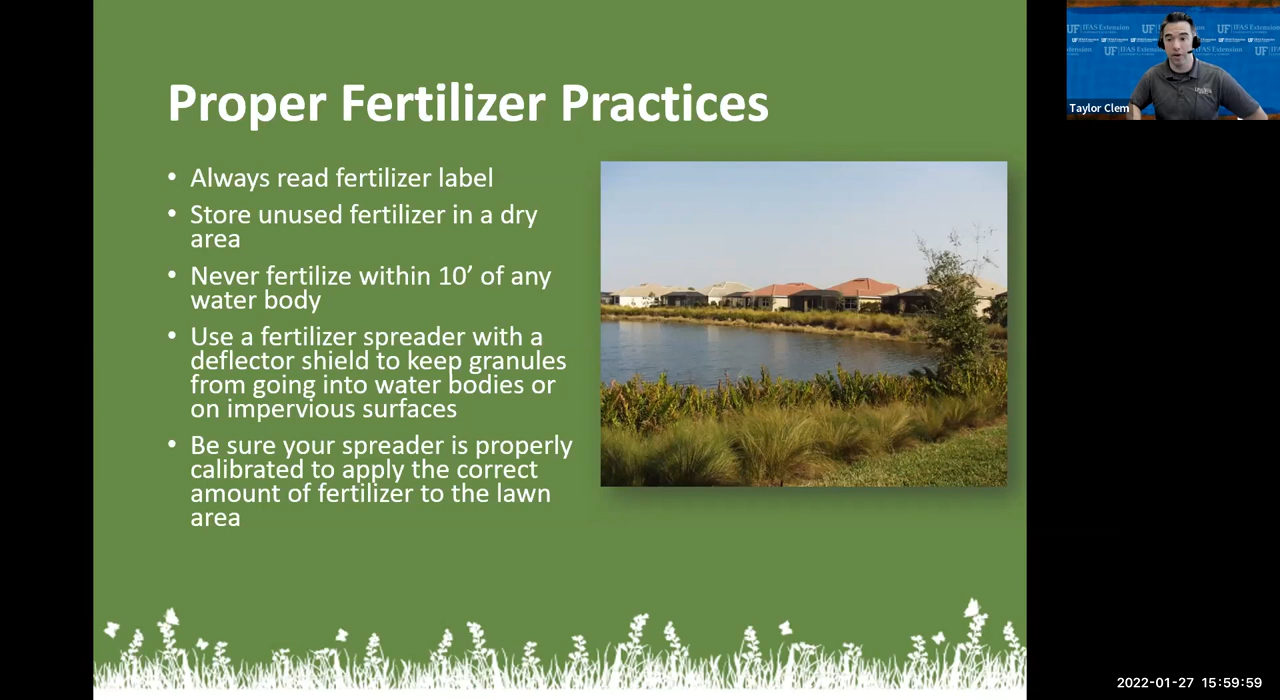 Proper Fertilizer Practices
• Always read fertilizer label
• Store unused fertilizer in a dry
area
• Never fertilize within 10’ of any
water body
• Use a fertilizer spreader with a
deflector shield to keep granules
from going into water bodies or
on impervious surfaces
• Be sure your spreader is properly
calibrated to apply the correct
amount of fertilizer to the lawn
area
UF IFAS Extension
Taylor Clem
2022-01-27 15:59:59